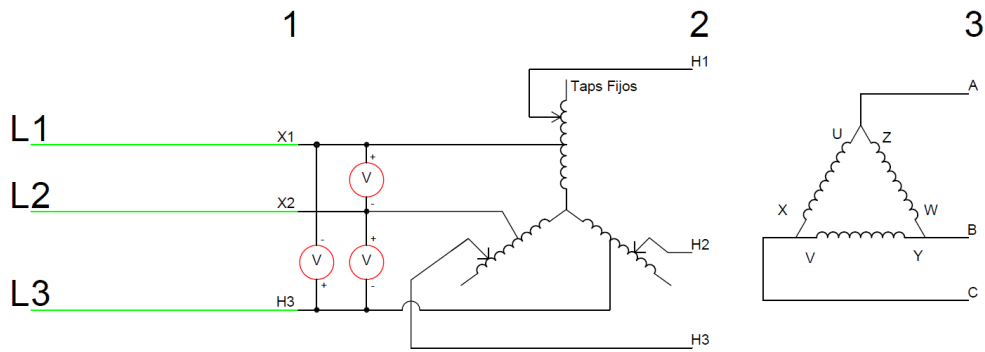 1 2 3
H1
Taps Fijos
A
L1 X1
+
V
-
U Z
L2 X2
X W
-
V
+
+
V
-
H2
B
V Y
L3 H3
C
H3